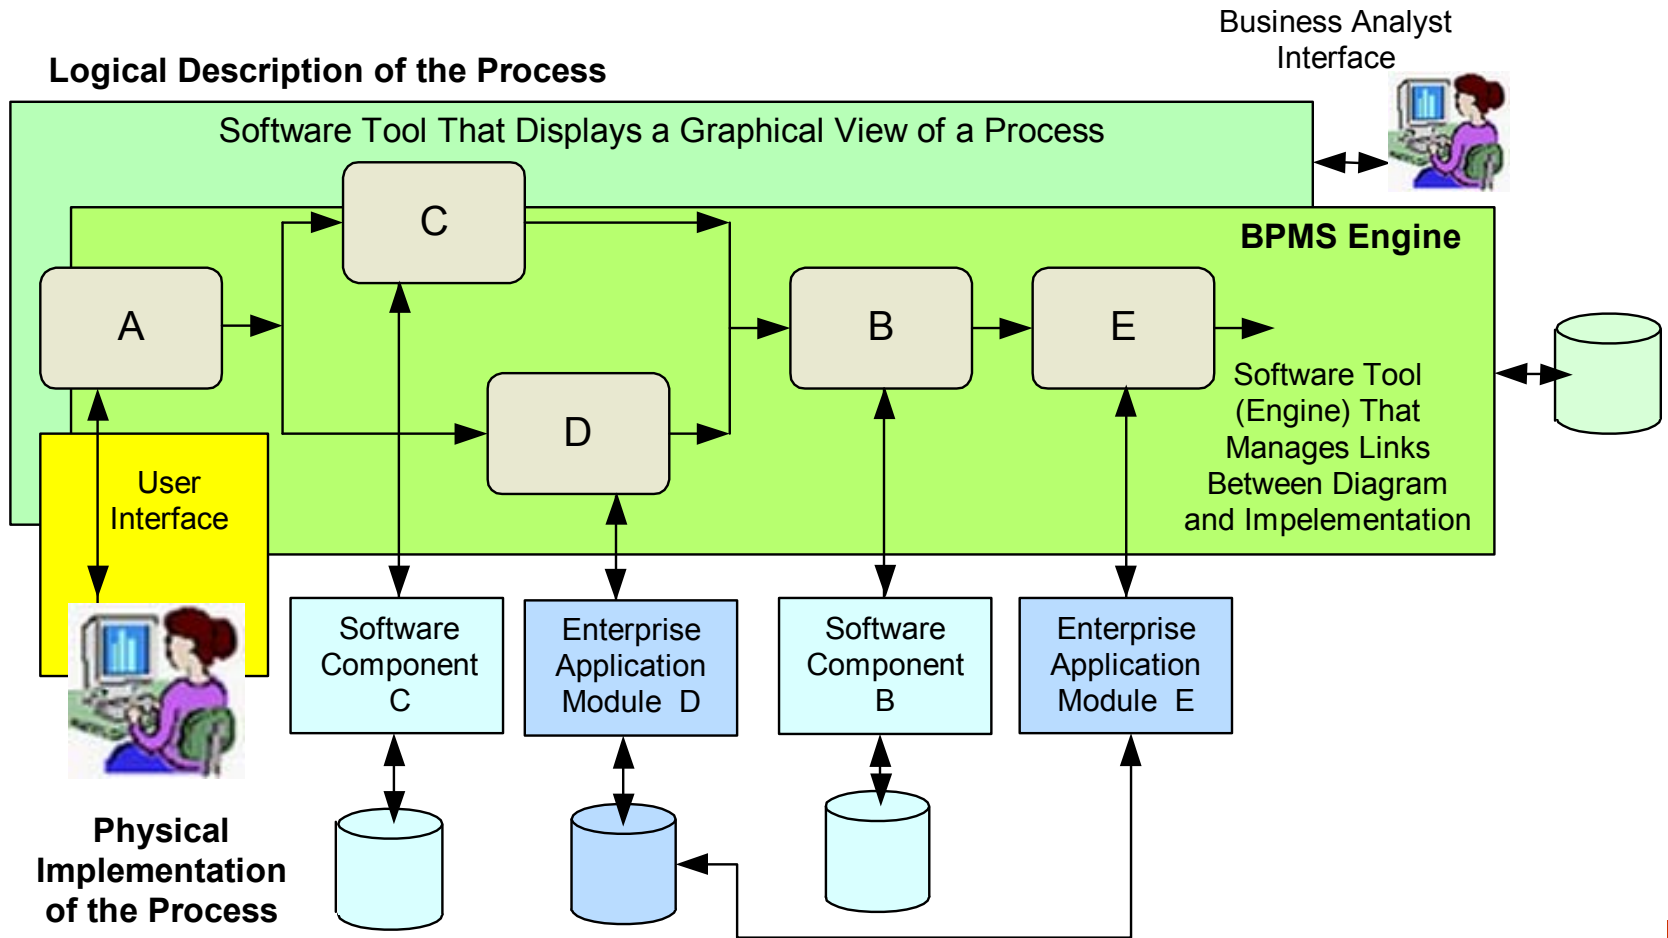 Business Analyst
Interface
Logical Description of the Process
Software Tool That Displays a Graphical View of a Process
C
BPMS Engine
A
B
E
D
Software Tool
(Engine) That
Manages Links
Between Diagram
and Impelementation
User
Interface
Software
Component
C
Enterprise
Application
Module D
Software
Component
B
Enterprise
Application
Module E
Physical
Implementation
of the Process